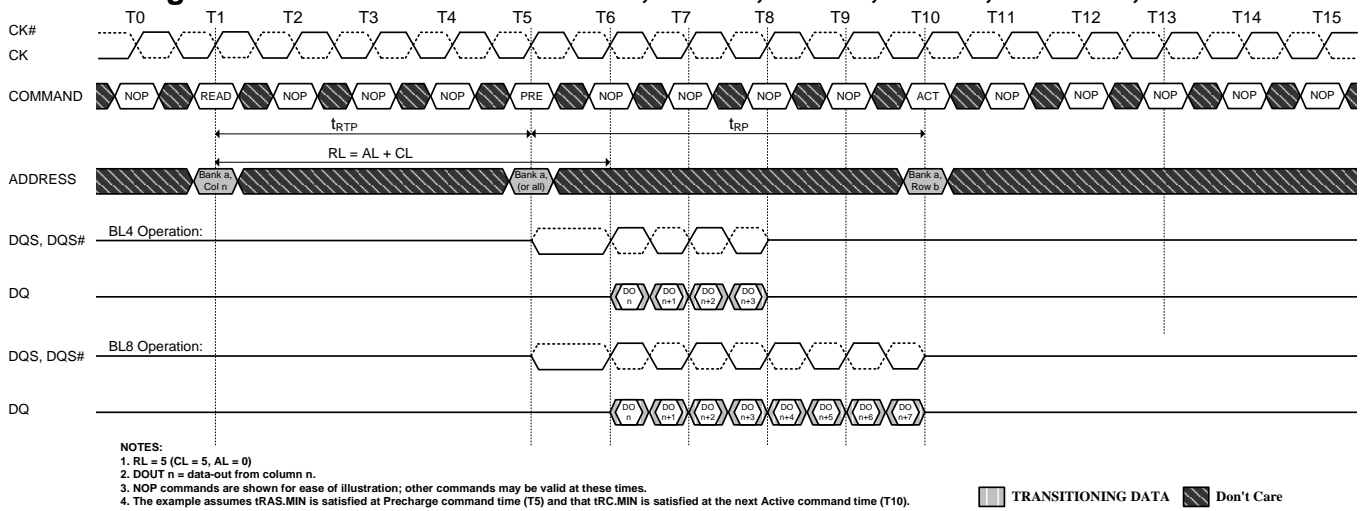 T0 T1 T2 T3 T4 T5 T6 T7 T8 T9 T10 T11 T12 T13 T14 T15
CK#
CK
COMMAND NOP READ NOP NOP NOP PRE NOP NOP NOP NOP ACT NOP NOP NOP NOP NOP
tRTP tRP
RL = AL + CL
ADDRESS
Bank a, Col n
Bank a, (or all)
Bank a, Row b
BL4 Operation:
DQS, DQS#
DQ
DO n DO n+1 DO n+2 DO n+3
BL8 Operation:
DQS, DQS#
DQ
DO n DO n+1 DO n+2 DO n+3 DO n+4 DO n+5 DO n+6 DO n+7
NOTES:
1. RL = 5 (CL = 5, AL = 0)
2. DOUT n = data-out from column n.
3. NOP commands are shown for ease of illustration; other commands may be valid at these times.
4. The example assumes tRAS.MIN is satisfied at Precharge command time (T5) and that tRC.MIN is satisfied at the next Active command time (T10).
TRANSITIONING DATA Don't Care